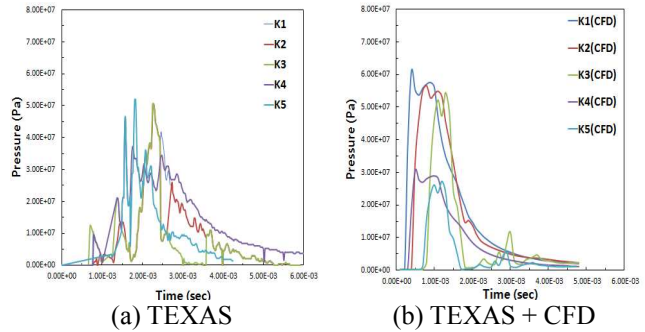 8.00E+07
7.00E+07
6.00E+07
5.00E+07
4.00E+07
3.00E+07
2.00E+07
1.00E+07
0.00E+00
Pressure (Pa)
K1
K2
K3
K4
K5
0.00E+00 1.00E-03 2.00E-03 3.00E-03 4.00E-03 5.00E-03 6.00E-03
Time (sec)
(a) TEXAS
8.00E+07
7.00E+07
6.00E+07
5.00E+07
4.00E+07
3.00E+07
2.00E+07
1.00E+07
0.00E+00
Pressure (Pa)
K1(CFD)
K2(CFD)
K3(CFD)
K4(CFD)
K5(CFD)
0.00E+00 1.00E-03 2.00E-03 3.00E-03 4.00E-03 5.00E-03 6.00E-03
Time (sec)
(b) TEXAS + CFD